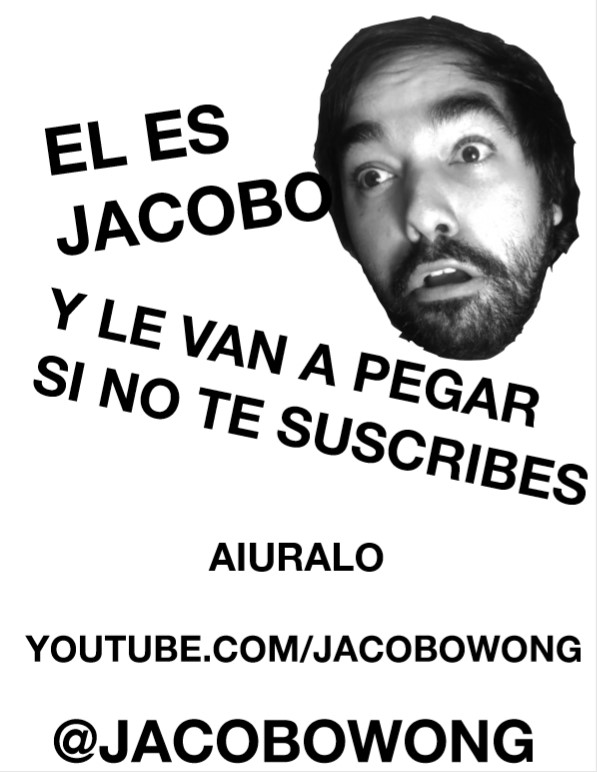 EL ES
JACOBO
Y LE VAN A PEGAR
SI NO TE SUSCRIBES
AIURALO
YOUTUBE.COM/JACOBOWONG
@JACOBOWONG